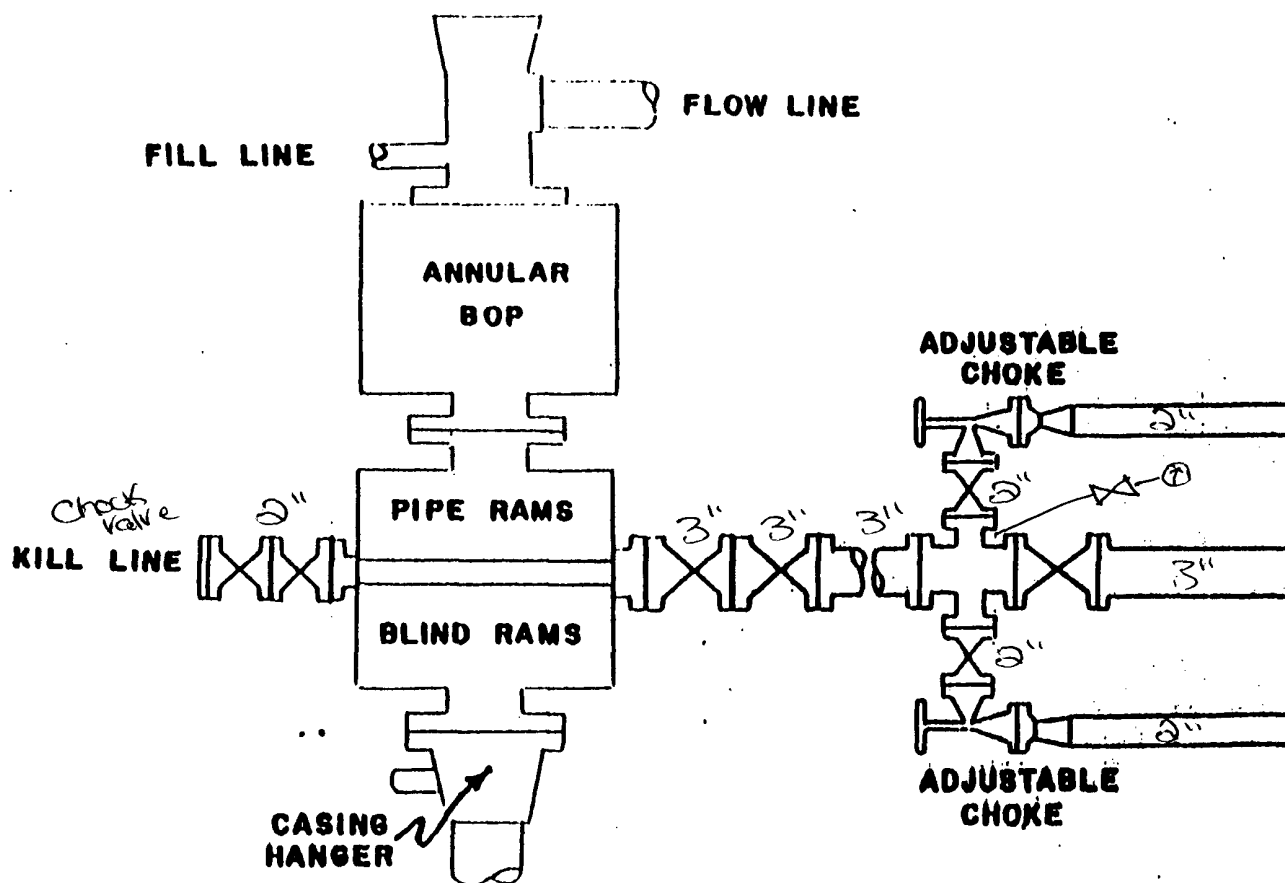 FLOW LINE
FILL LINE
ANNULAR
BOP
ADJUSTABLE
CHOKE
2"
Check
valve
2"
PIPE RAMS
3"
3"
3"
2"
KILL LINE
3"
BLIND RAMS
2"
2"
CASING
HANGER
ADJUSTABLE
CHOKE